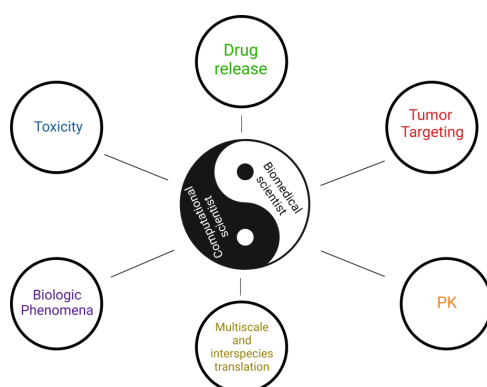 Drug
release
Toxicity
Tumor
Targeting
Biomedical
scientist
Computational
scientist
Biologic
Phenomena
PK
Multiscale
and
interspecies
translation